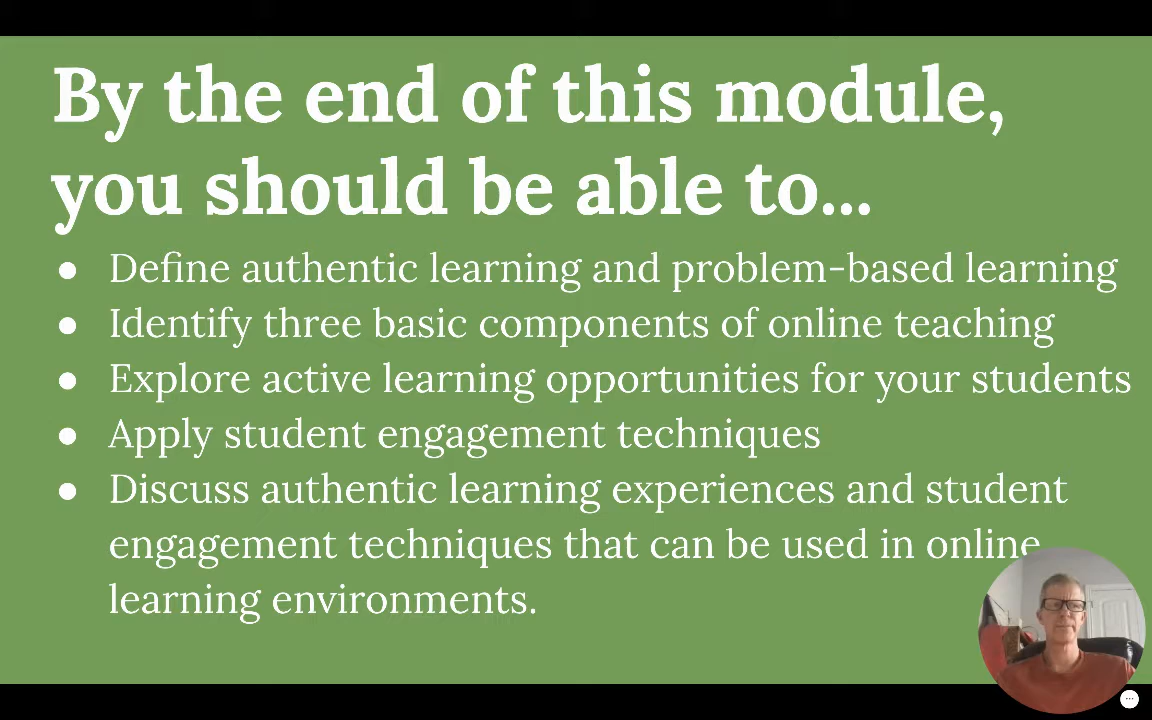 By the end of this module,
you should be able to...
● Define authentic learning and problem-based learning
● Identify three basic components of online teaching
● Explore active learning opportunities for your students
● Apply student engagement techniques
● Discuss authentic learning experiences and student
engagement techniques that can be used in online
learning environments.